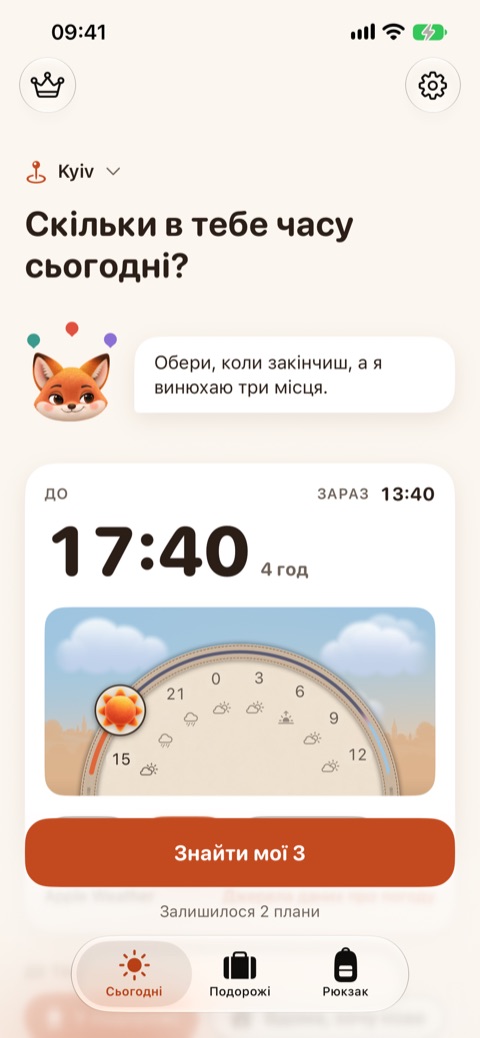 09:41
Kyiv
Скільки в тебе часу
сьогодні?
Обери, коли закінчиш, а я
винюхаю три місця.
ДО
ЗАРАЗ 13:40
17:40 4 год
0 3
21 6
9
15 12
Знайти мої 3
Залишилося 2 плани
Сьогодні Подорожі Рюкзак